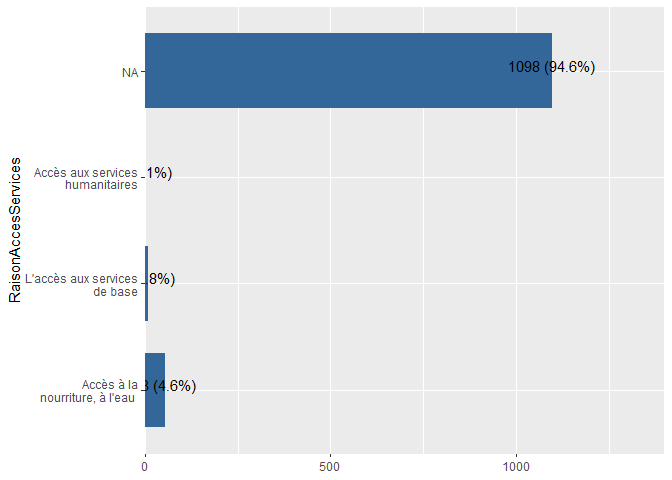 RaisonAccesServices
NA
1098 (94.6%)
Accès aux services
humanitaires
1%)
L'accès aux services
de base
8%)
Accès à la
nourriture, à l'eau
(4.6%)
0
500
1000